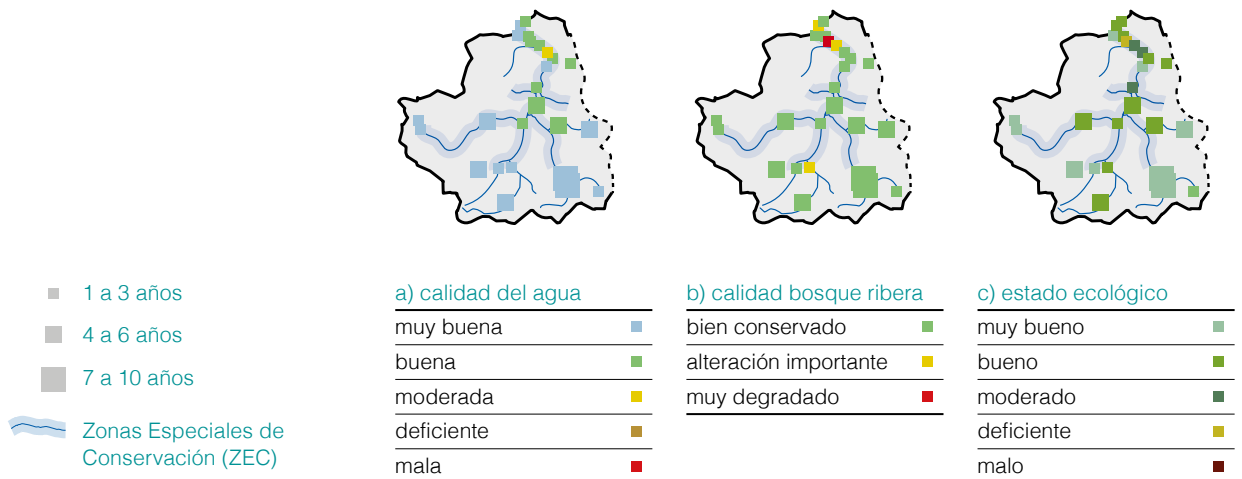 1 a 3 años
4 a 6 años
7 a 10 años
Zonas Especiales de
Conservación (ZEC)
a) calidad del agua
muy buena
buena
moderada
deficiente
mala
b) calidad bosque ribera
bien conservado
alteración importante
muy degradado
c) estado ecológico
muy bueno
bueno
moderado
deficiente
malo